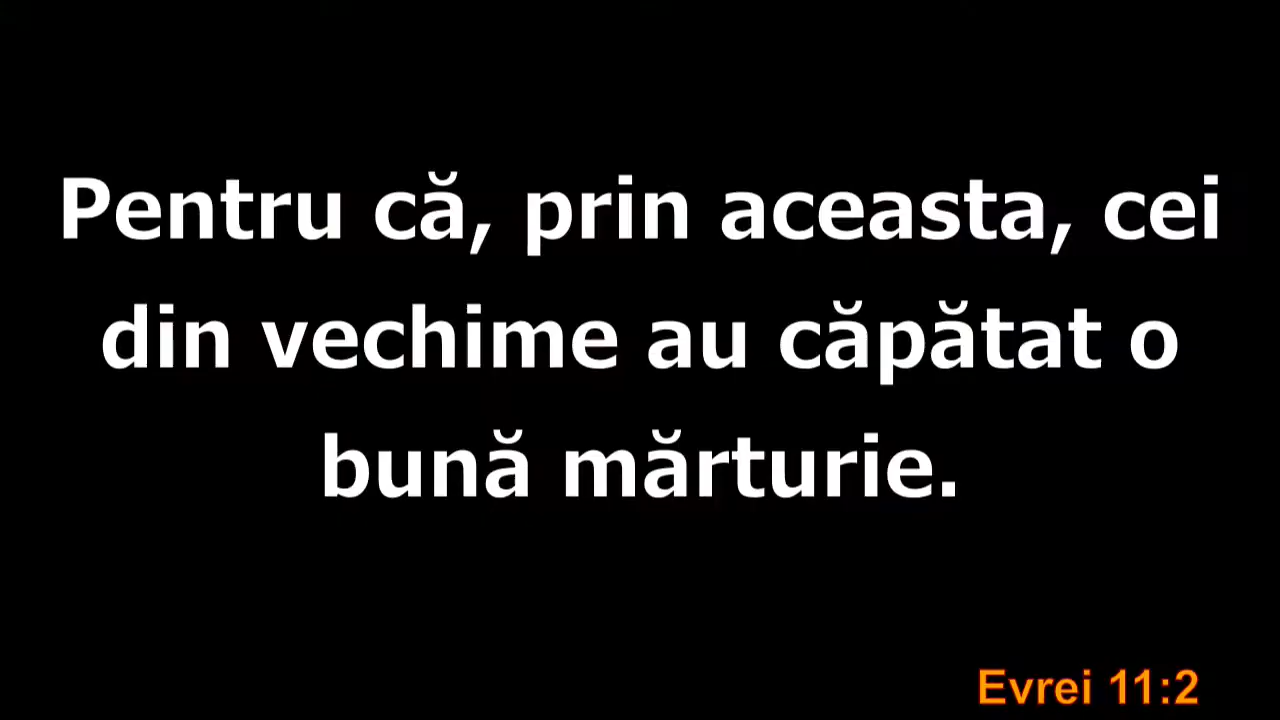 Pentru că, prin aceasta, cei
din vechime au căpătat o
bună mărturie.
Evrei 11:2